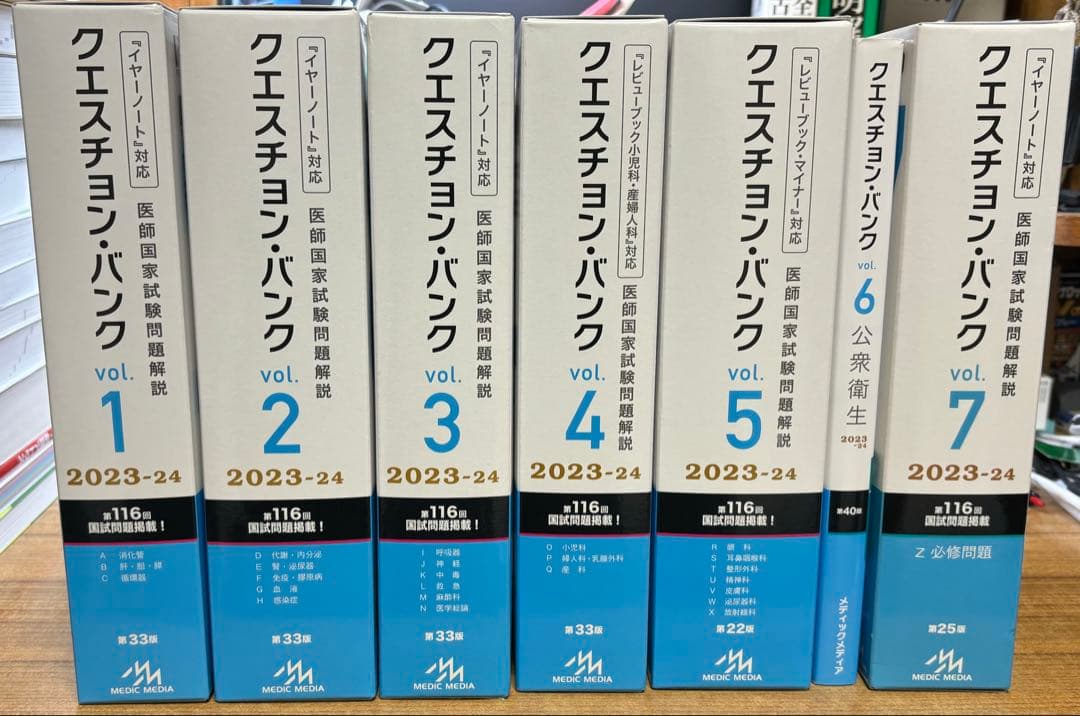 クエスチョン・バンク
『イヤーノート』対応
医師国家試験問題解説
vol.
1
2023-24
第116回
国試問題掲載！
A 消化管
B 肝・胆・膵
C 循環器
第33版
MEDIC MEDIA
クエスチョン・バンク
『イヤーノート』対応
医師国家試験問題解説
vol.
2
2023-24
第116回
国試問題掲載！
D 代謝・内分泌
E 腎・泌尿器
F 免疫・膠原病
G 血液
H 感染症
第33版
MEDIC MEDIA
クエスチョン・バンク
『イヤーノート』対応
医師国家試験問題解説
vol.
3
2023-24
第116回
国試問題掲載！
I 呼吸器
J 神経
K 中毒
L 救急
M 麻酔科
N 医学総論
第33版
MEDIC MEDIA
クエスチョン・バンク
『レビューブック小児科・産婦人科』対応
医師国家試験問題解説
vol.
4
2023-24
第116回
国試問題掲載！
O 小児科
P 婦人科・乳腺外科
Q 産科
第33版
MEDIC MEDIA
クエスチョン・バンク
『レビューブック・マイナー』対応
医師国家試験問題解説
vol.
5
2023-24
第116回
国試問題掲載！
R 眼科
S 耳鼻咽喉科
T 整形外科
U 精神科
V 皮膚科
W 泌尿器科
X 放射線科
第22版
MEDIC MEDIA
クエスチョン・バンク
vol.
6
公衆衛生
2023
-24
第40版
メディックメディア
クエスチョン・バンク
『イヤーノート』対応
医師国家試験問題解説
vol.
7
2023-24
第116回
国試問題掲載！
Z 必修問題
第25版
MEDIC MEDIA